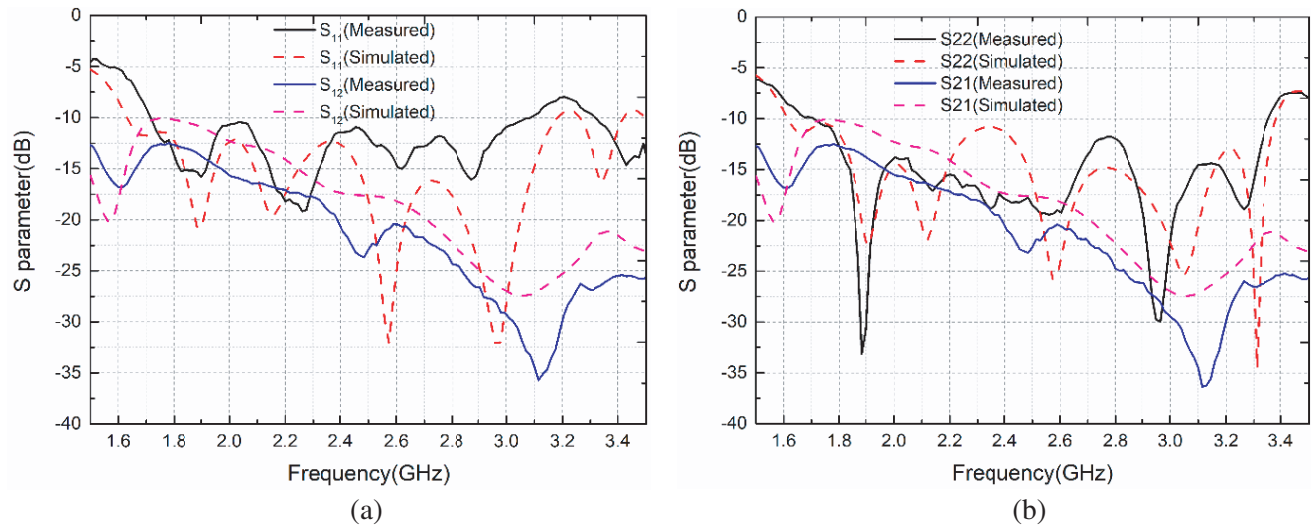 S parameter(dB)
0
-5
-10
-15
-20
-25
-30
-35
-40
S₁₁(Measured)
S₁₁(Simulated)
S₁₂(Measured)
S₁₂(Simulated)
1.6 1.8 2.0 2.2 2.4 2.6 2.8 3.0 3.2 3.4
Frequency(GHz)
(a)
S parameter(dB)
0
-5
-10
-15
-20
-25
-30
-35
-40
S22(Measured)
S22(Simulated)
S21(Measured)
S21(Simulated)
1.6 1.8 2.0 2.2 2.4 2.6 2.8 3.0 3.2 3.4
Frequency(GHz)
(b)